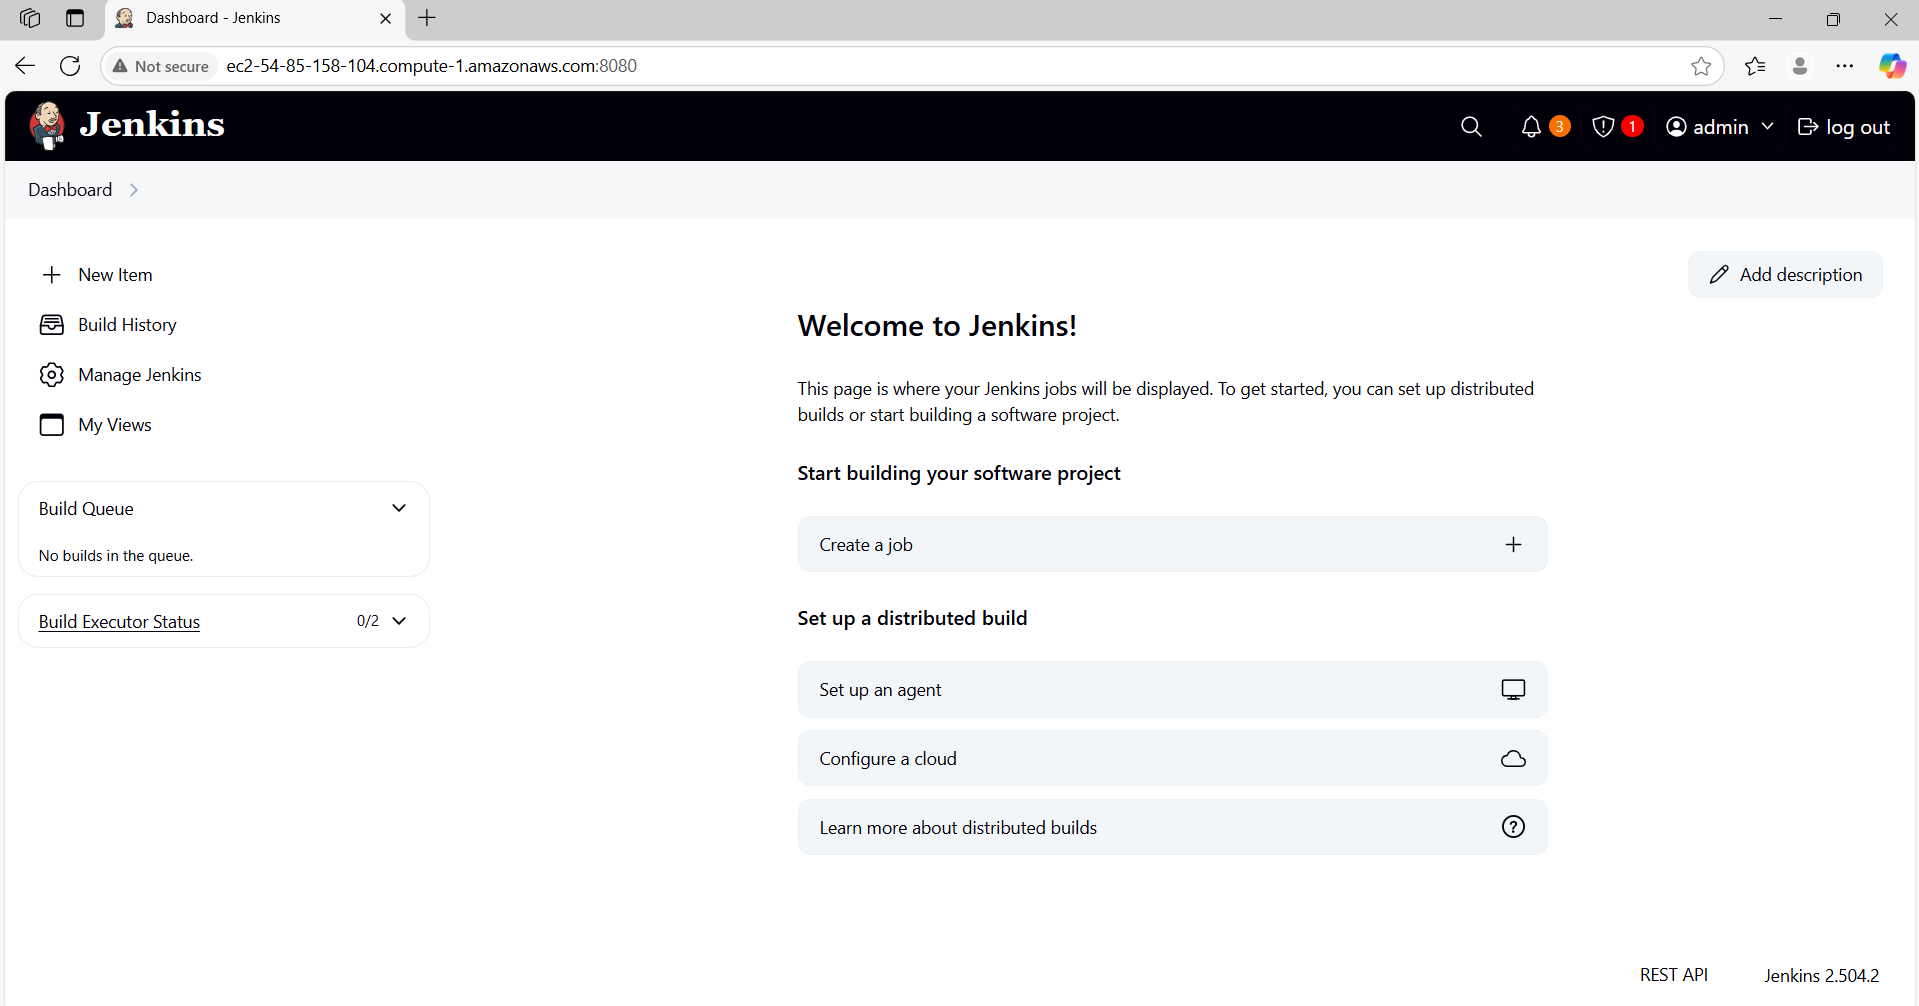 Dashboard - Jenkins
Not secure ec2-54-85-158-104.compute-1.amazonaws.com:8080
Jenkins
3 1 admin log out
Dashboard
New Item
Build History
Manage Jenkins
My Views
Build Queue
No builds in the queue.
Build Executor Status 0/2
Add description
Welcome to Jenkins!
This page is where your Jenkins jobs will be displayed. To get started, you can set up distributed
builds or start building a software project.
Start building your software project
Create a job
Set up a distributed build
Set up an agent
Configure a cloud
Learn more about distributed builds
REST API Jenkins 2.504.2